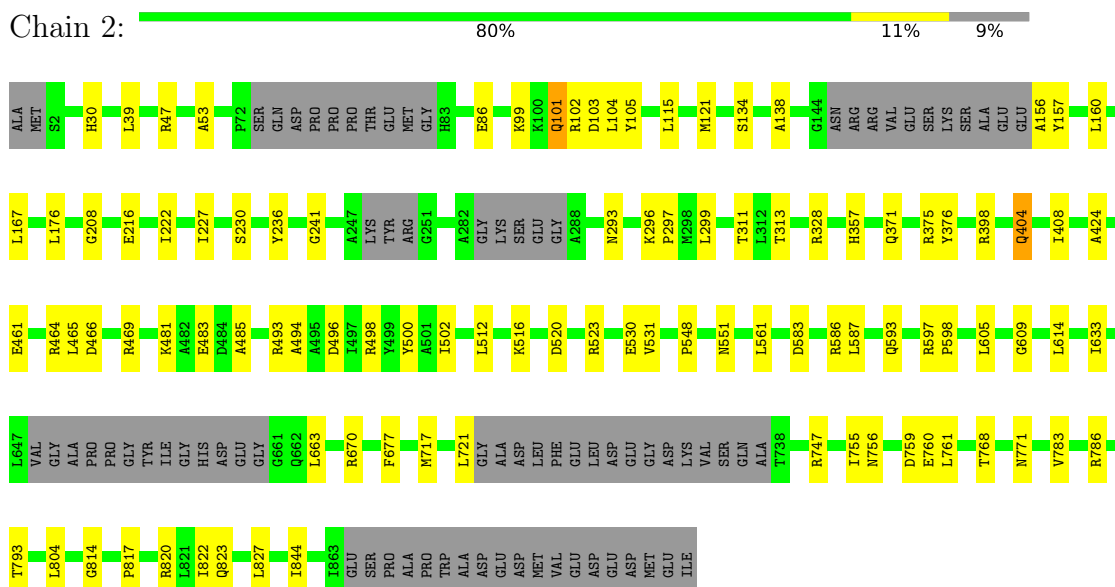 Chain 2:
80% 11% 9%
ALA MET S2 H30 L39 R47 A53 P72 SER GLN ASP PRO PRO PRO THR GLU MET GLY H83 E86 K99 K100 Q101 R102 D103 L104 Y105 L115 M121 S134 A138 G144 ASN ARG ARG VAL GLU SER LYS SER ALA GLU GLU A156 Y157 L160
L167 L176 G208 E216 I222 I227 S230 Y236 G241 A247 LYS TYR ARG G251 A282 GLY LYS SER GLU GLY A288 N293 K296 P297 M298 L299 T311 L312 T313 R328 H357 Q371 R375 Y376 R398 Q404 I408 A424
E461 R464 L465 D466 R469 K481 A482 E483 D484 A485 R493 A494 A495 D496 I497 R498 Y499 Y500 A501 I502 L512 K516 D520 R523 E530 V531 P548 N551 L561 D583 R586 L587 Q593 R597 P598 L605 G609 L614 I633
L647 VAL GLY ALA PRO PRO GLY TYR ILE GLY HIS ASP GLU GLY G661 Q662 L663 R670 F677 M717 L721 GLY ALA ASP LEU PHE GLU LEU ASP GLU GLY ASP LYS VAL SER GLN ALA T738 R747 I755 N756 D759 E760 L761 T768 N771 V783 R786
T793 L804 G814 P817 R820 L821 I822 Q823 L827 I844 I863 GLU SER PRO ALA PRO TRP ALA ASP GLU ASP MET VAL GLU ASP GLU ASP MET GLU ILE